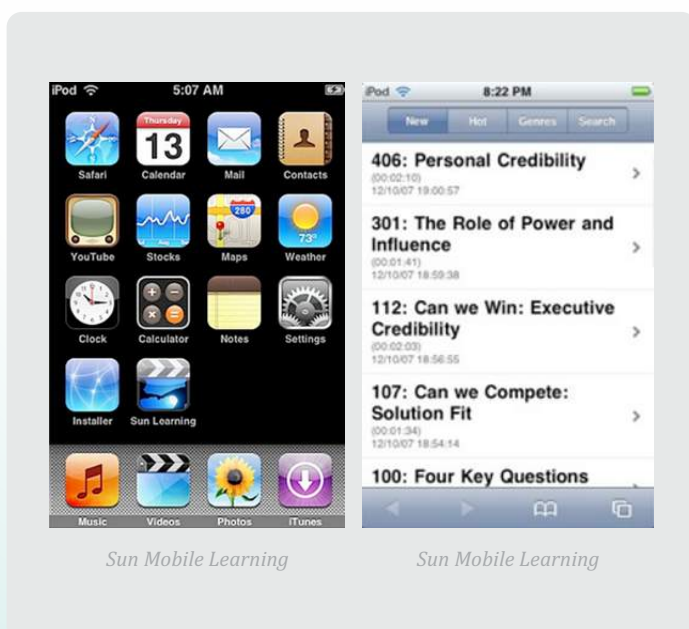 iPod 5:07 AM
Thursday
13
280
73°
Safari Calendar Mail Contacts
YouTube Stocks Maps Weather
Clock Calculator Notes Settings
Installer Sun Learning
Music Videos Photos iTunes
Sun Mobile Learning
iPod 8:22 PM
New Hot Genres Search
406: Personal Credibility
(00:02:10)
12/10/07 19:00:57
301: The Role of Power and
Influence
(00:01:41)
12/10/07 18:59:38
112: Can we Win: Executive
Credibility
(00:02:03)
12/10/07 18:56:55
107: Can we Compete:
Solution Fit
(00:01:34)
12/10/07 18:54:14
100: Four Key Questions
Sun Mobile Learning